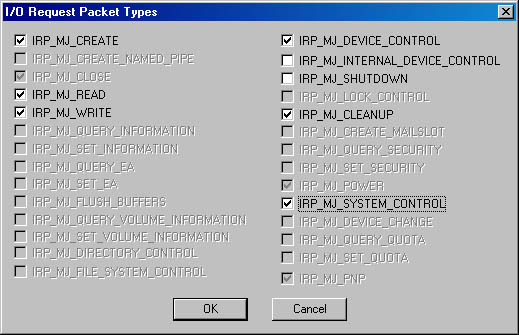 I/O Request Packet Types
IRP_MJ_CREATE
IRP_MJ_CREATE_NAMED_PIPE
IRP_MJ_CLOSE
IRP_MJ_READ
IRP_MJ_WRITE
IRP_MJ_QUERY_INFORMATION
IRP_MJ_SET_INFORMATION
IRP_MJ_QUERY_EA
IRP_MJ_SET_EA
IRP_MJ_FLUSH_BUFFERS
IRP_MJ_QUERY_VOLUME_INFORMATION
IRP_MJ_SET_VOLUME_INFORMATION
IRP_MJ_DIRECTORY_CONTROL
IRP_MJ_FILE_SYSTEM_CONTROL
IRP_MJ_DEVICE_CONTROL
IRP_MJ_INTERNAL_DEVICE_CONTROL
IRP_MJ_SHUTDOWN
IRP_MJ_LOCK_CONTROL
IRP_MJ_CLEANUP
IRP_MJ_CREATE_MAILSLOT
IRP_MJ_QUERY_SECURITY
IRP_MJ_SET_SECURITY
IRP_MJ_POWER
IRP_MJ_SYSTEM_CONTROL
IRP_MJ_DEVICE_CHANGE
IRP_MJ_QUERY_QUOTA
IRP_MJ_SET_QUOTA
IRP_MJ_PNP
OK
Cancel